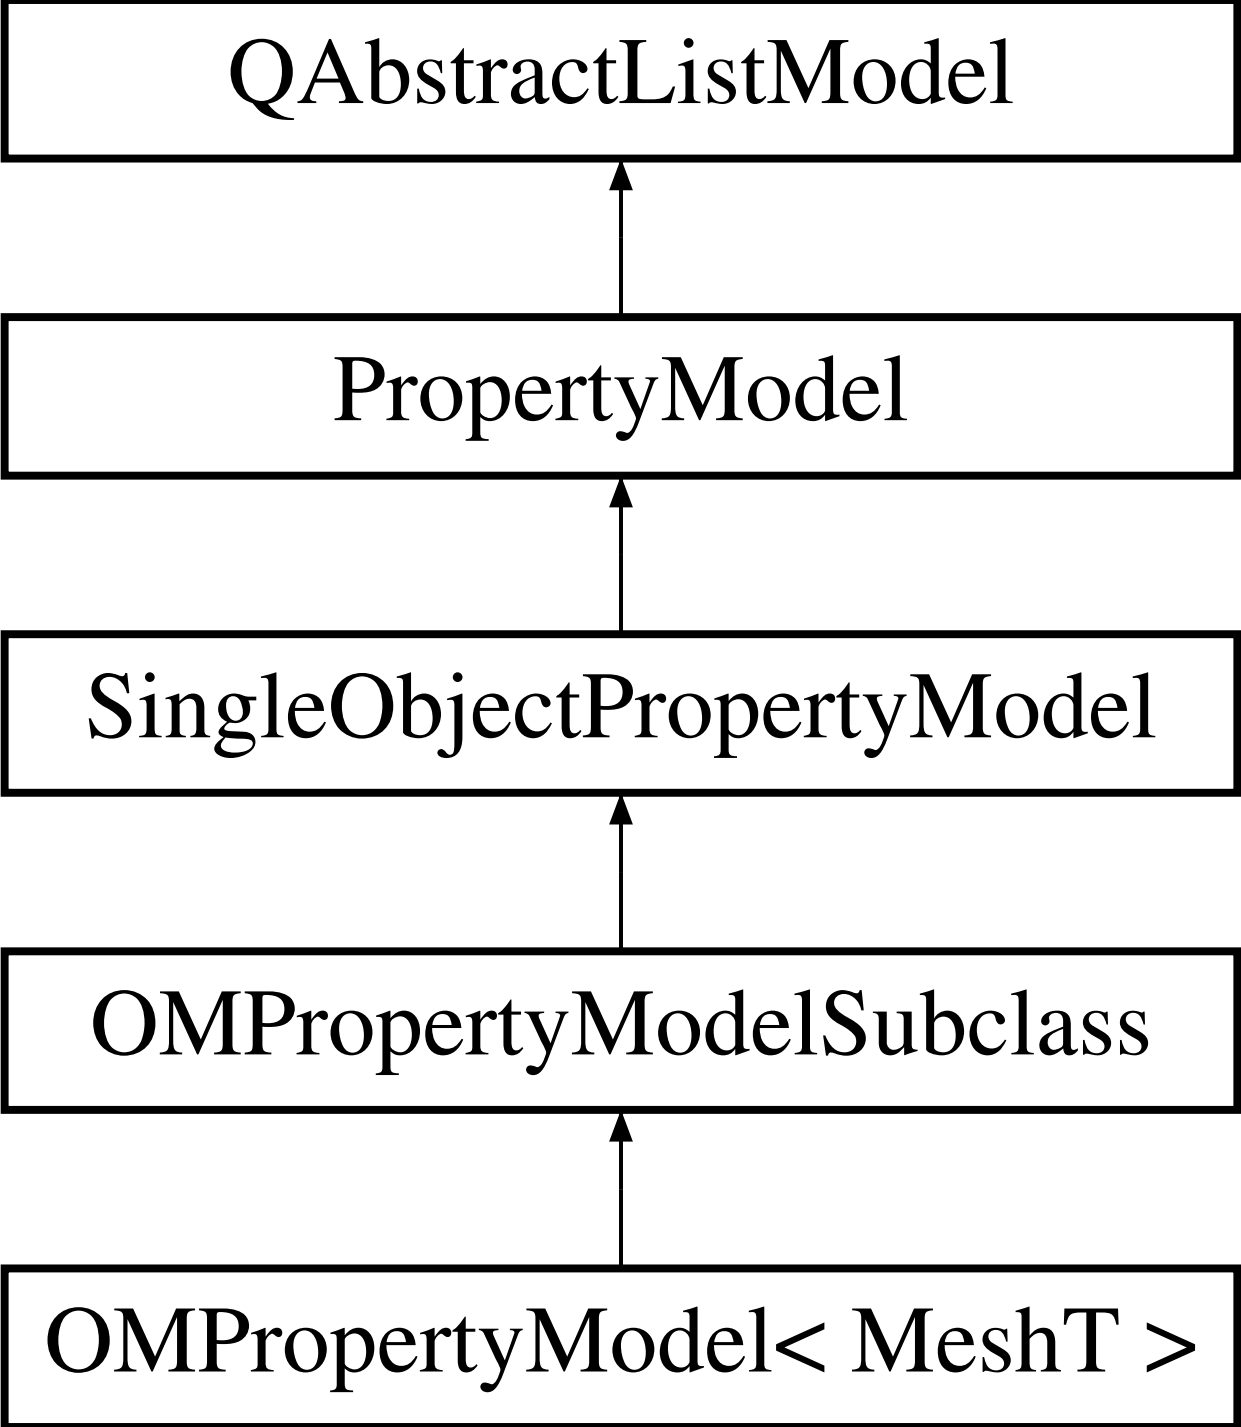 QAbstractListModel
PropertyModel
SingleObjectPropertyModel
OMPropertyModelSubclass
OMPropertyModel< MeshT >